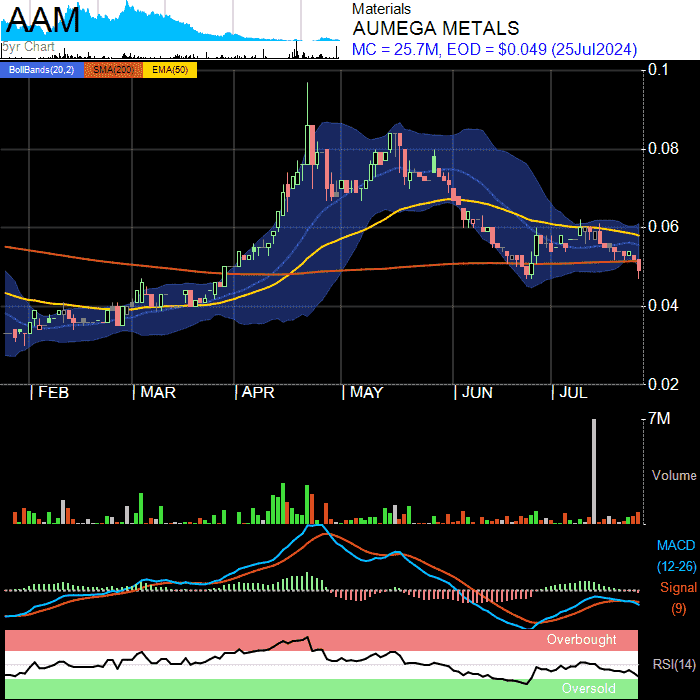 AAM
5yr Chart
Materials
AUMEGA METALS
MC = 25.7M, EOD = $0.049 (25Jul2024)
BollBands(20,2) SMA(200) EMA(50)
0.1
0.08
0.06
0.04
0.02
FEB MAR APR MAY JUN JUL
7M
Volume
MACD
(12-26)
Signal
(9)
Overbought
RSI(14)
Oversold